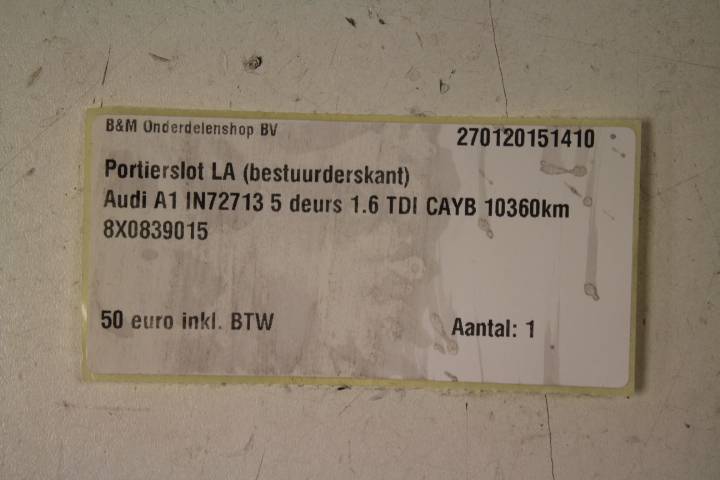 B&M Onderdelenshop BV
270120151410
Portierslot LA (bestuurderskant)
Audi A1 IN72713 5 deurs 1.6 TDI CAYB 10360km
8X0839015
50 euro inkl. BTW
Aantal: 1